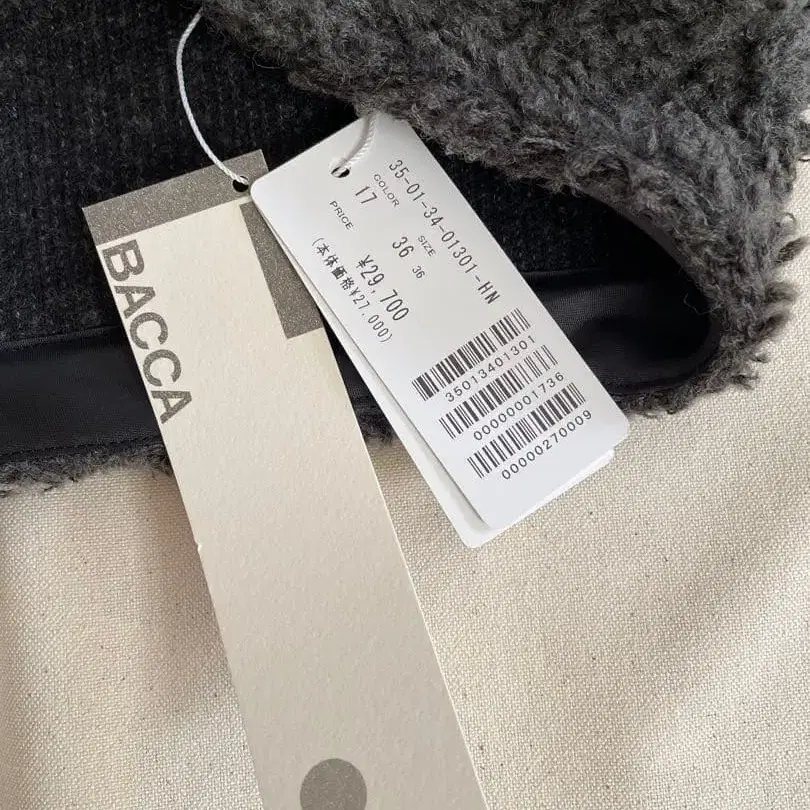 BACCA
35-01-34-01301-HN
COLOR SIZE
17 36 36
PRICE
¥29,700
(本体価格¥27,000)
35013401301
00000001736
00000270009